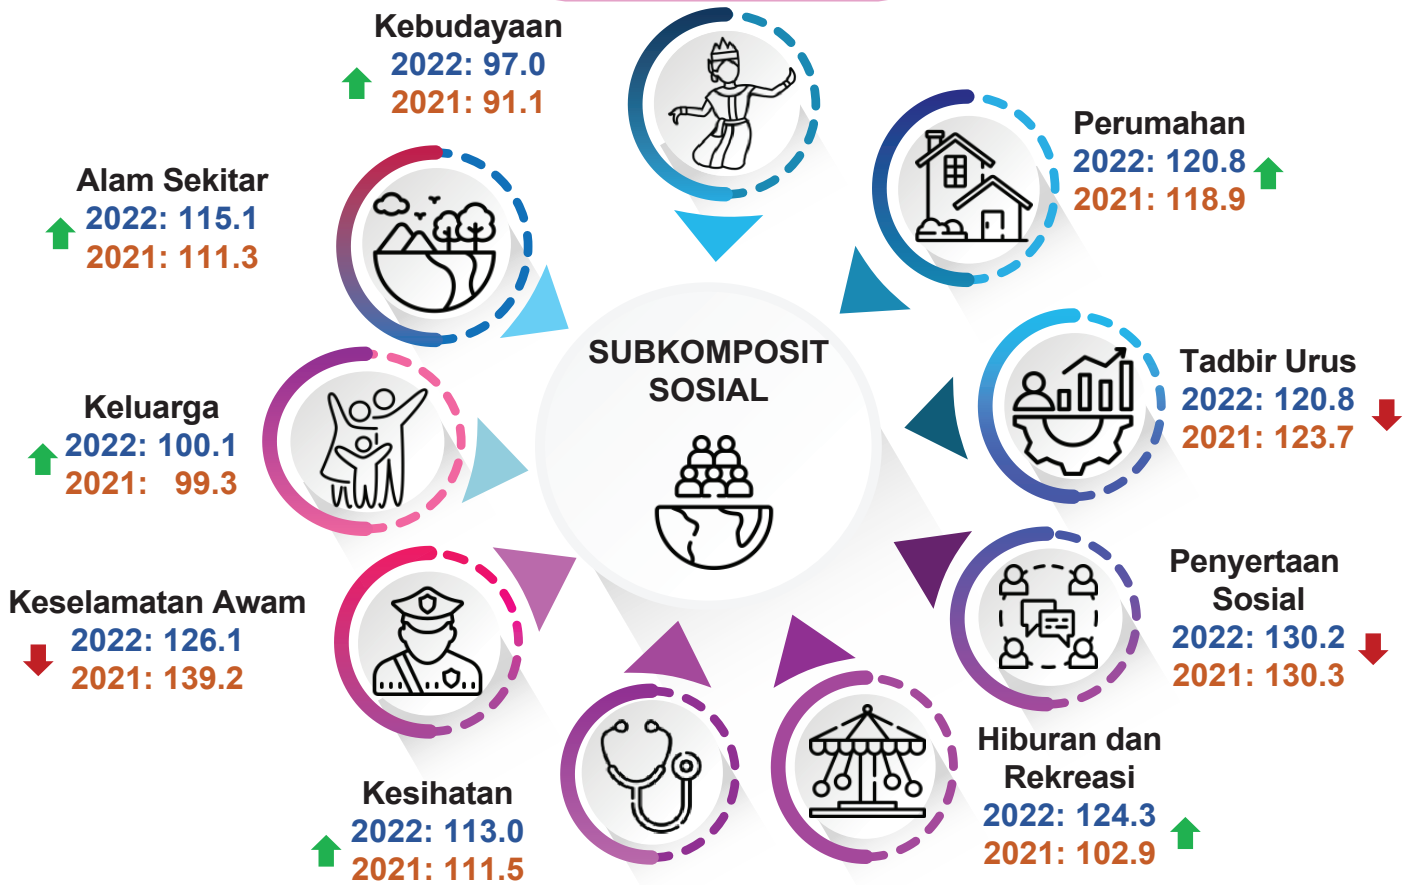 Kebudayaan
2022: 97.0
2021: 91.1
Perumahan
2022: 120.8
2021: 118.9
Alam Sekitar
2022: 115.1
2021: 111.3
SUBKOMPOSIT
SOSIAL
Tadbir Urus
2022: 120.8
2021: 123.7
Keluarga
2022: 100.1
2021: 99.3
Penyertaan
Sosial
2022: 130.2
2021: 130.3
Keselamatan Awam
2022: 126.1
2021: 139.2
Hiburan dan
Rekreasi
2022: 124.3
2021: 102.9
Kesihatan
2022: 113.0
2021: 111.5